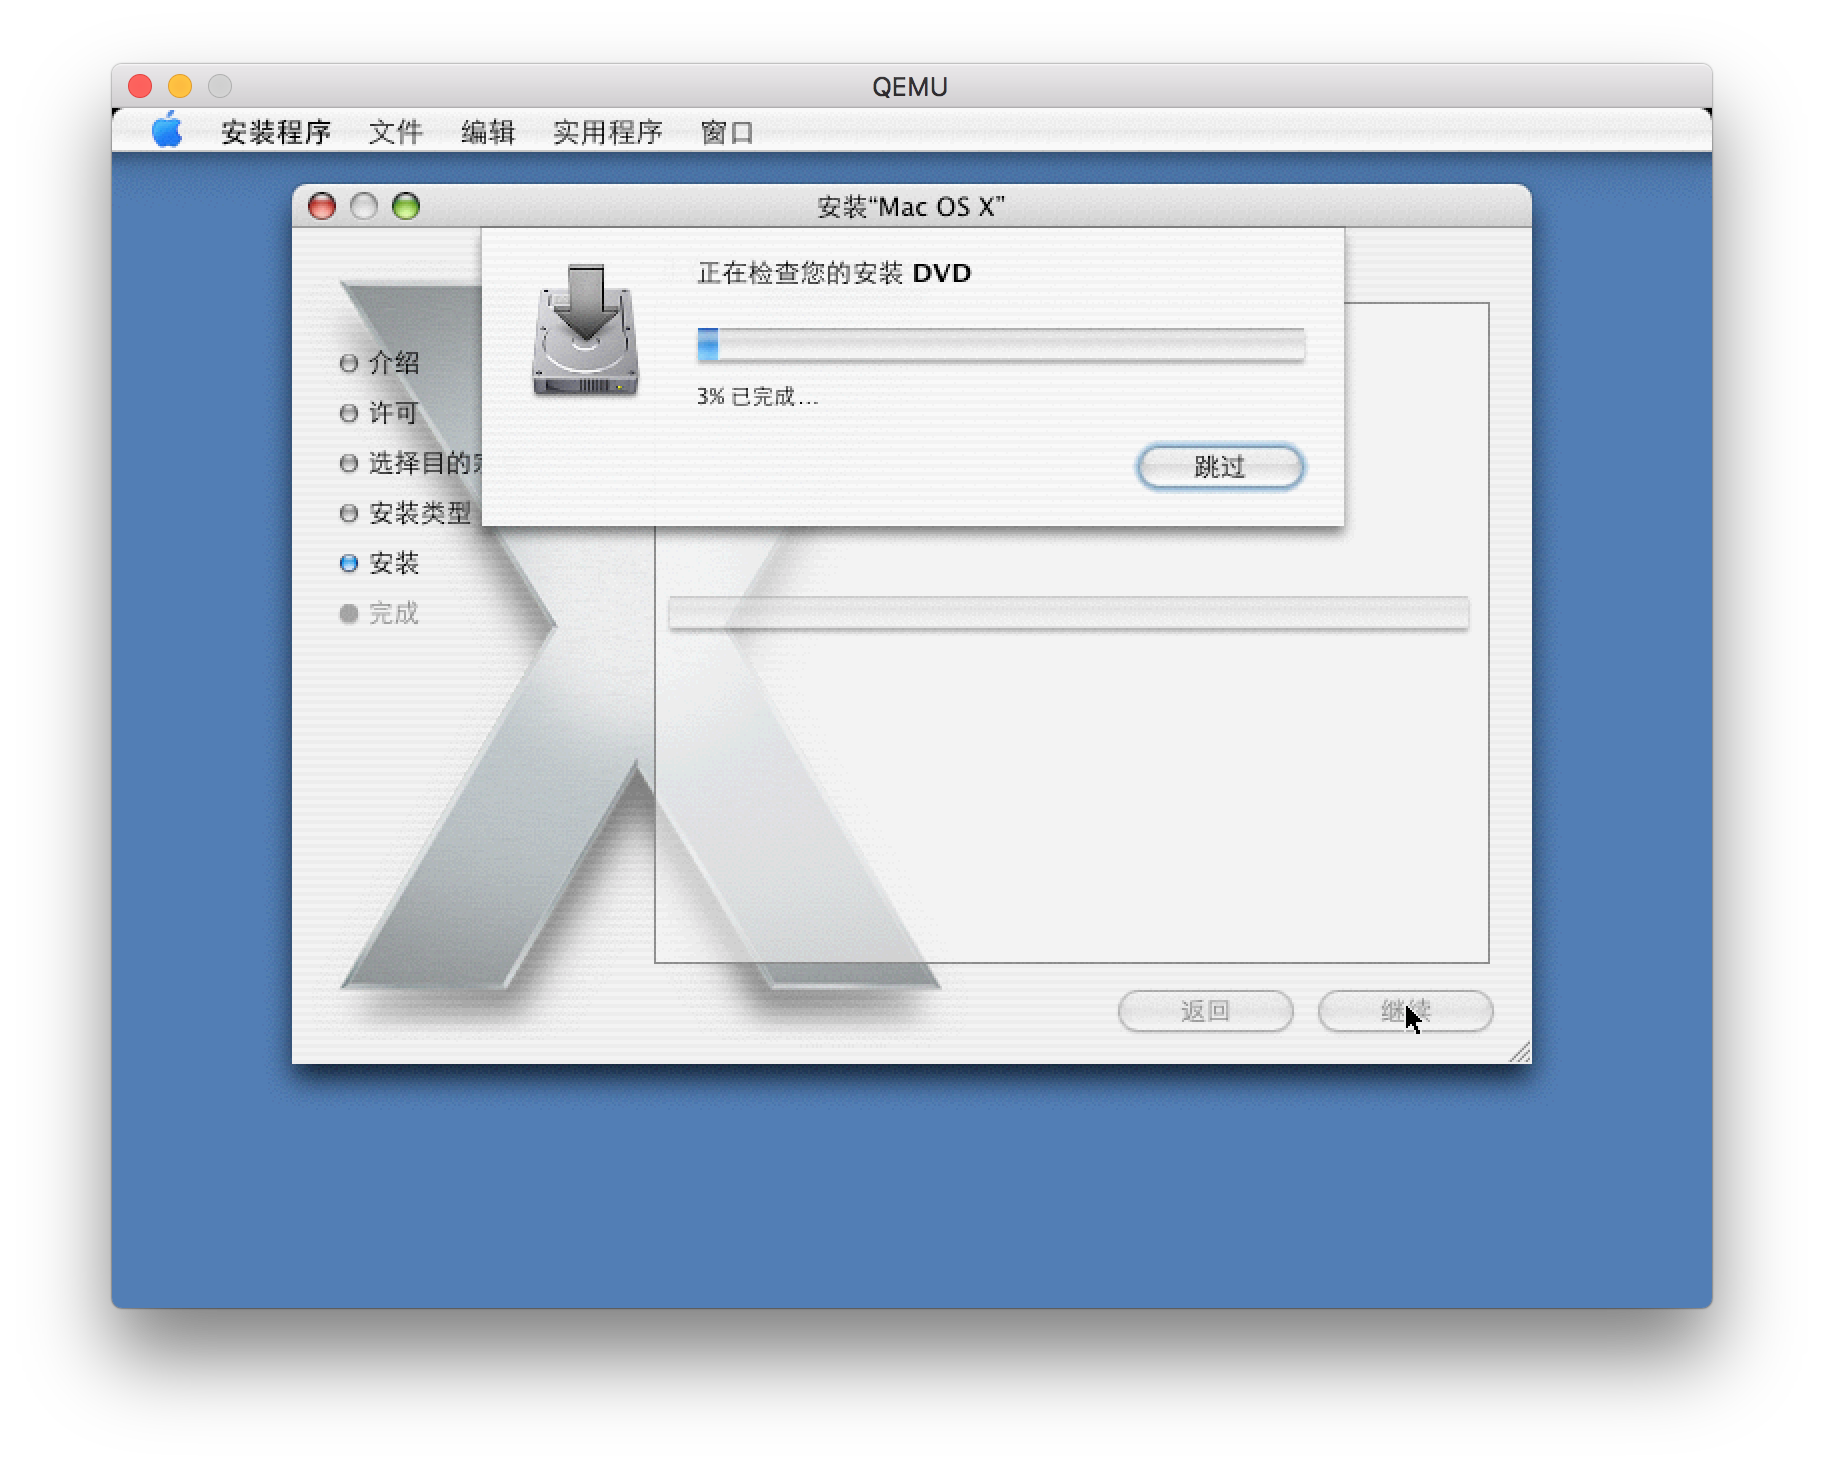 QEMU
安装程序 文件 编辑 实用程序 窗口
安装“Mac OS X”
正在检查您的安装 DVD
3% 已完成...
跳过
介绍
许可
选择目的
安装类型
安装
完成
返回 继续